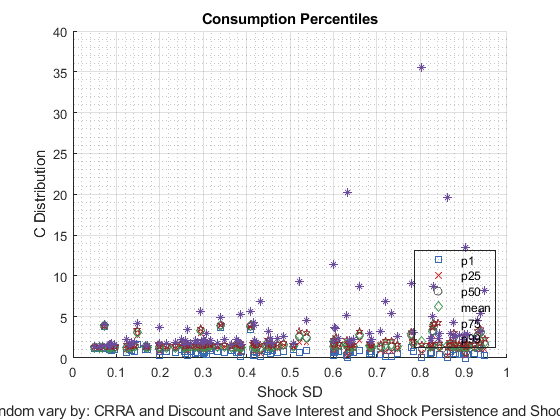 Consumption Percentiles
40
35
30
25
20
15
10
5
0
C Distribution
p1
p25
p50
mean
p75
0 0.1 0.2 0.3 0.4 0.5 0.6 0.7 0.8 0.9 1
Shock SD
ndom vary by: CRRA and Discount and Save Interest and Shock Persistence and Shoc